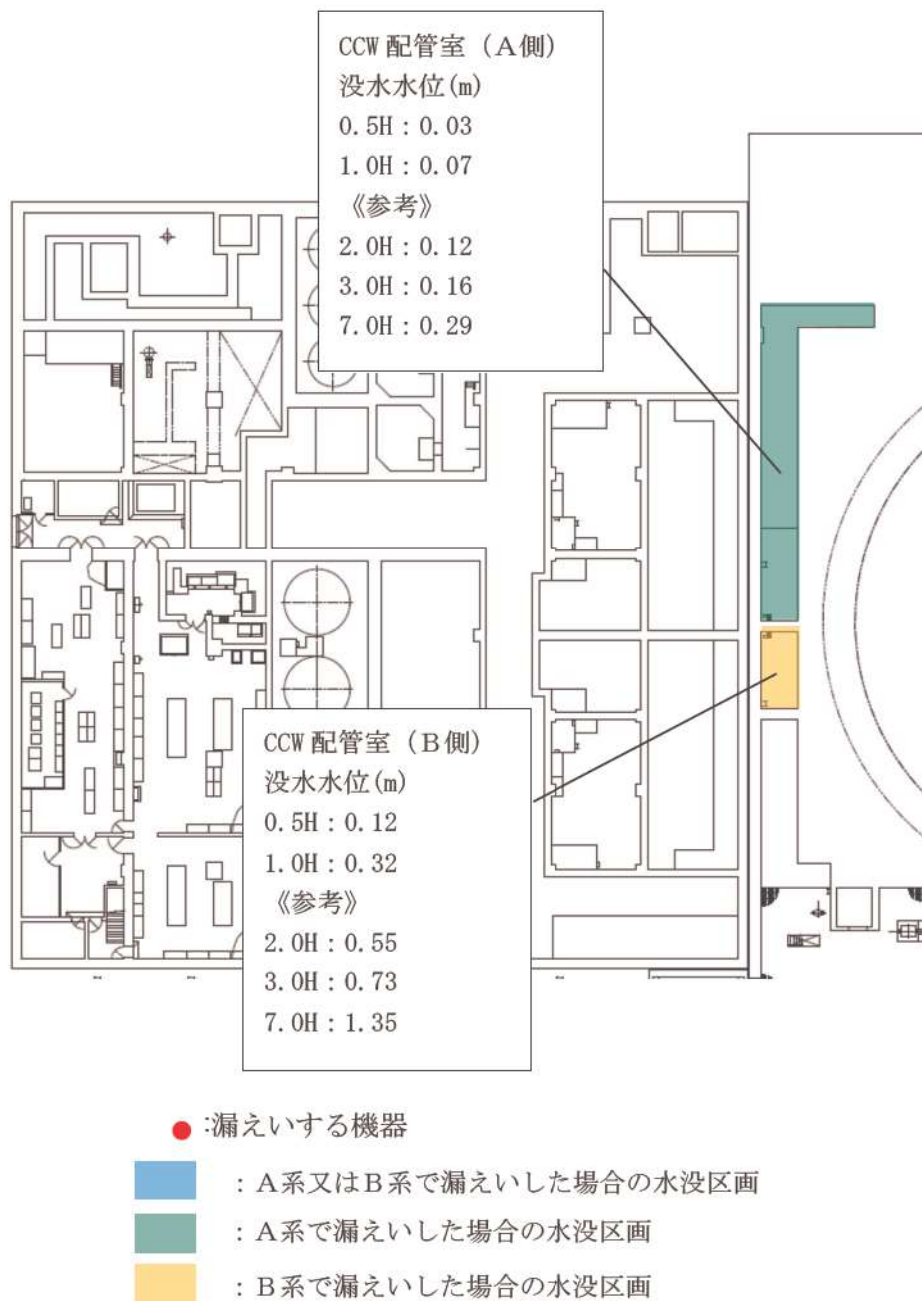 CCW 配管室（A側）
没水水位(m)
0.5H：0.03
1.0H：0.07
《参考》
2.0H：0.12
3.0H：0.16
7.0H：0.29
CCW 配管室（B側）
没水水位(m)
0.5H：0.12
1.0H：0.32
《参考》
2.0H：0.55
3.0H：0.73
7.0H：1.35
:漏えいする機器
：A系又はB系で漏えいした場合の水没区画
：A系で漏えいした場合の水没区画
：B系で漏えいした場合の水没区画